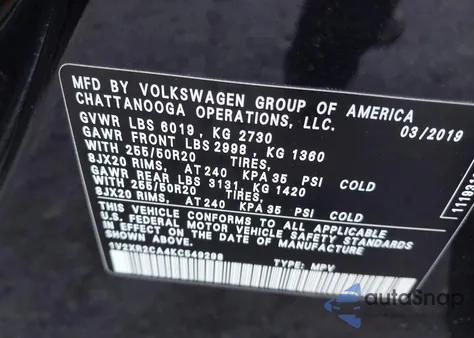 MFD BY VOLKSWAGEN GROUP OF AMERICA
CHATTANOOGA OPERATIONS, LLC. 03/2019
GVWR LBS 6019 , KG 2730
GAWR FRONT LBS 2998 , KG 1360
WITH 255/50R20 TIRES,
8JX20 RIMS, AT 240 KPA 35 PSI COLD
GAWR REAR LBS 3131 , KG 1420
WITH 255/50R20 TIRES,
8JX20 RIMS, AT 240 KPA 35 PSI COLD
THIS VEHICLE CONFORMS TO ALL APPLICABLE
U.S. FEDERAL MOTOR VEHICLE SAFETY STANDARDS
IN EFFECT ON THE DATE OF MANUFACTURE
SHOWN ABOVE.
1V2XR2CA4KC549298 TYPE: MPV
autoSnap